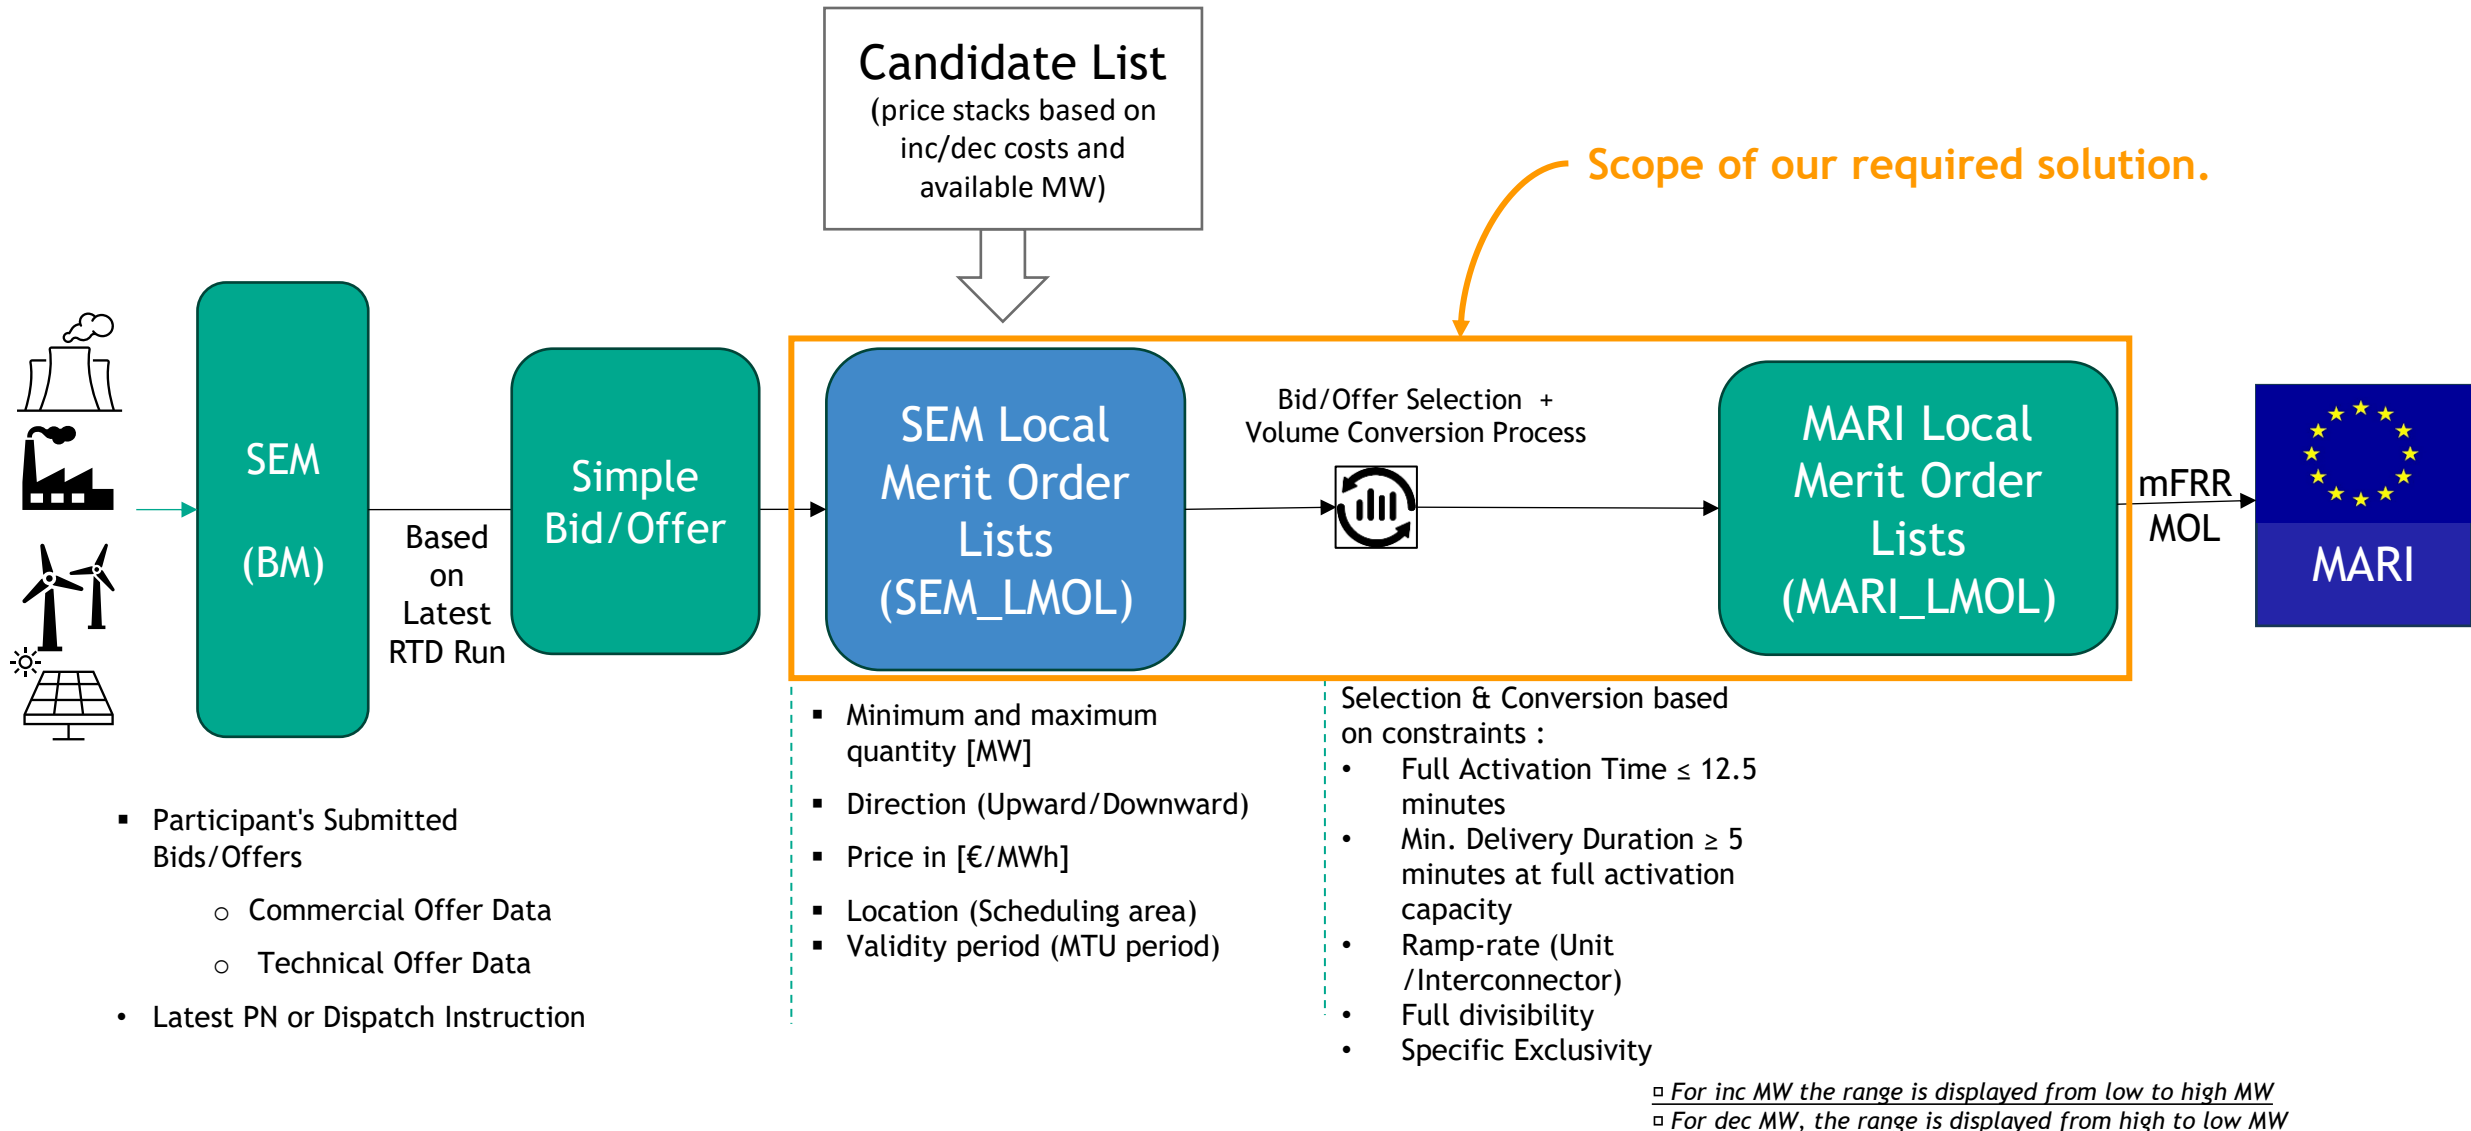 Candidate List
(price stacks based on
inc/dec costs and
available MW)
Scope of our required solution.
SEM
(BM)
Based
on
Latest
RTD Run
Simple
Bid/Offer
SEM Local
Merit Order
Lists
(SEM_LMOL)
Bid/Offer Selection +
Volume Conversion Process
MARI Local
Merit Order
Lists
(MARI_LMOL)
mFRR
MOL
MARI
▪ Participant's Submitted
Bids/Offers
o Commercial Offer Data
o Technical Offer Data
• Latest PN or Dispatch Instruction
▪ Minimum and maximum
quantity [MW]
▪ Direction (Upward/Downward)
▪ Price in [€/MWh]
▪ Location (Scheduling area)
▪ Validity period (MTU period)
Selection & Conversion based
on constraints :
• Full Activation Time ≤ 12.5
minutes
• Min. Delivery Duration ≥ 5
minutes at full activation
capacity
• Ramp-rate (Unit
/Interconnector)
• Full divisibility
• Specific Exclusivity
▫ For inc MW the range is displayed from low to high MW
▫ For dec MW, the range is displayed from high to low MW